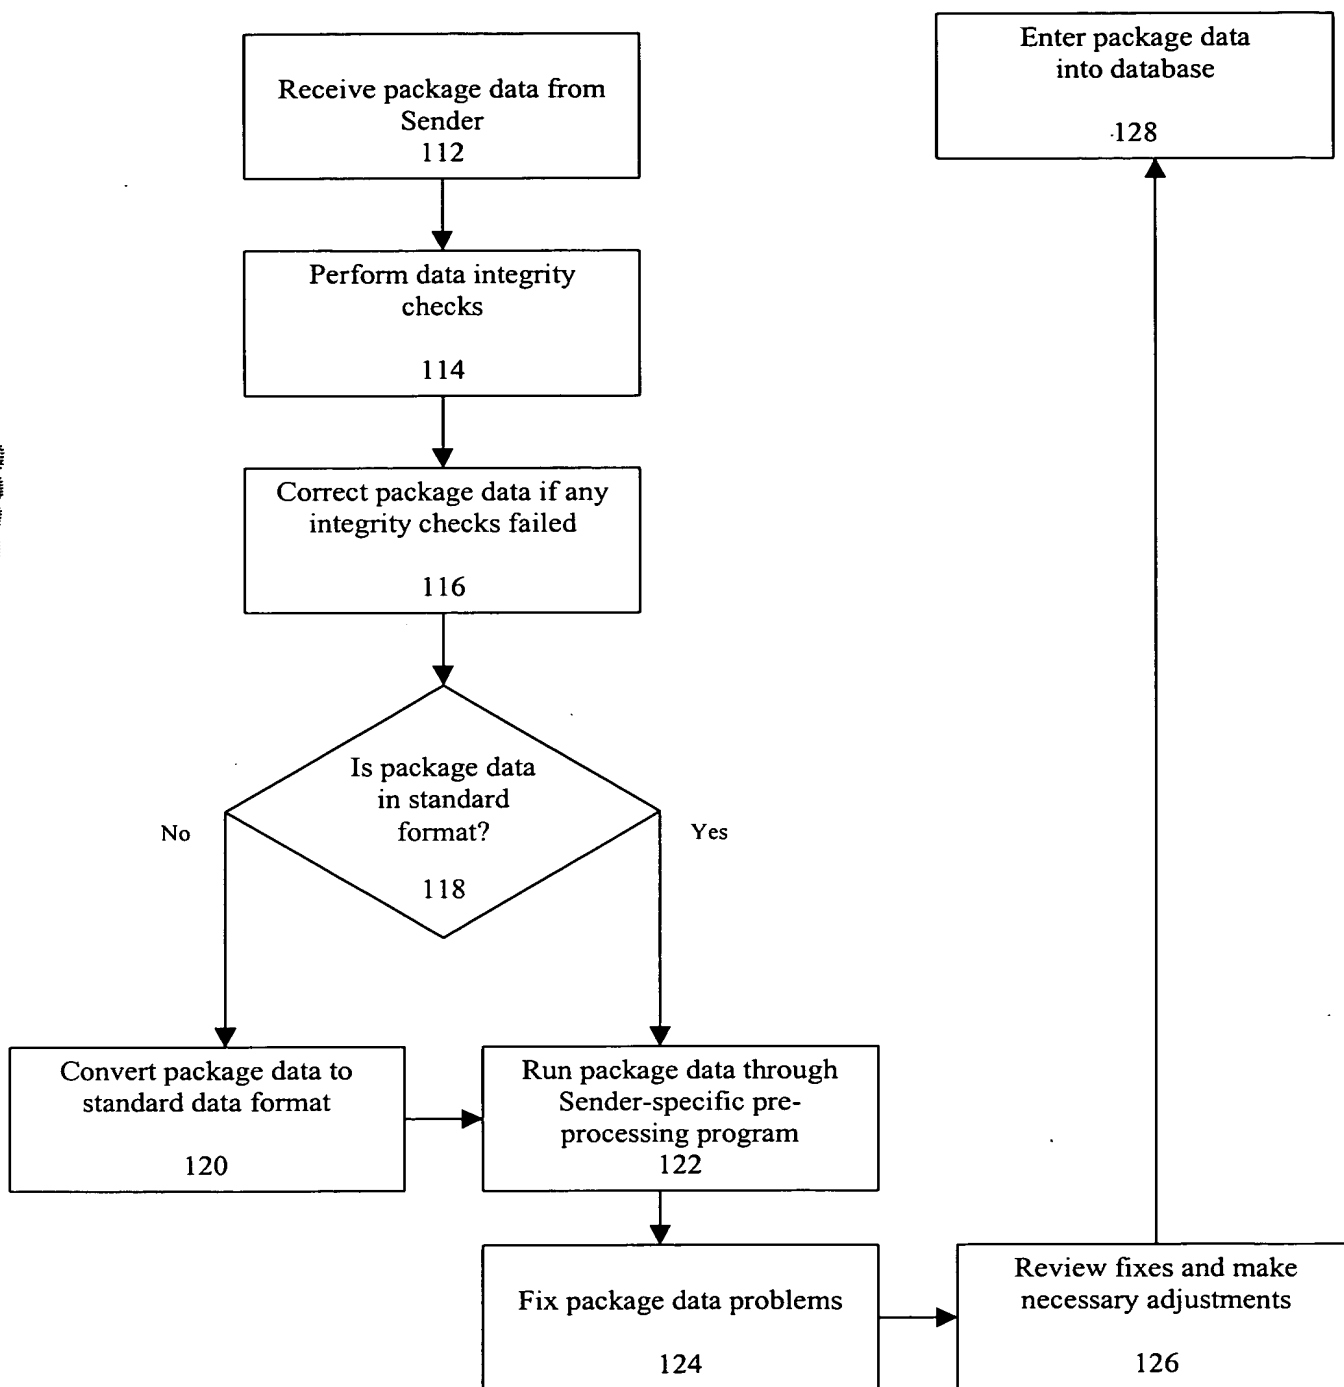 Receive package data from
Sender
112
Perform data integrity
checks
114
Correct package data if any
integrity checks failed
116
Is package data
in standard
format?
118
No
Yes
Convert package data to
standard data format
120
Run package data through
Sender-specific pre-
processing program
122
Fix package data problems
124
Review fixes and make
necessary adjustments
126
Enter package data
into database
128